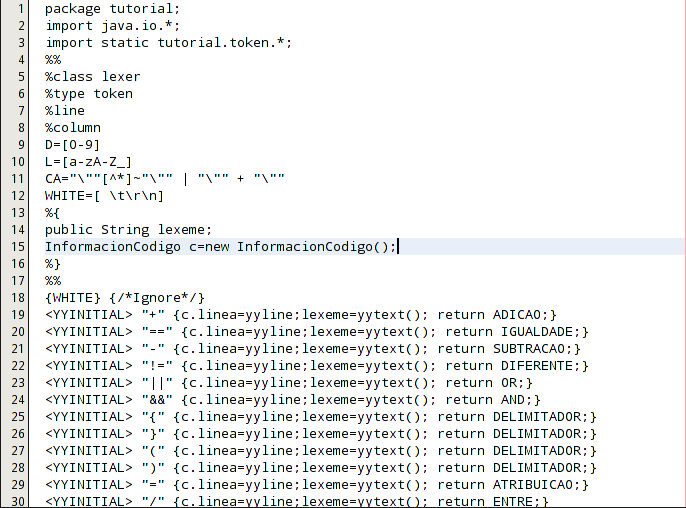 1 package tutorial;
2 import java.io.*;
3 import static tutorial.token.*;
4 %%
5 %class lexer
6 %type token
7 %line
8 %column
9 D=[0-9]
10 L=[a-zA-Z_]
11 CA="\""[^*]~"\"" | "\"" + "\""
12 WHITE=[ \t\r\n]
13 %{
14 public String lexeme;
15 InformacionCodigo c=new InformacionCodigo();
16 %}
17 %%
18 {WHITE} {/*Ignore*/}
19 <YYINITIAL> "+" {c.linea=yyline;lexeme=yytext(); return ADICAO;}
20 <YYINITIAL> "==" {c.linea=yyline;lexeme=yytext(); return IGUALDADE;}
21 <YYINITIAL> "-" {c.linea=yyline;lexeme=yytext(); return SUBTRACAO;}
22 <YYINITIAL> "!=" {c.linea=yyline;lexeme=yytext(); return DIFERENTE;}
23 <YYINITIAL> "||" {c.linea=yyline;lexeme=yytext(); return OR;}
24 <YYINITIAL> "&&" {c.linea=yyline;lexeme=yytext(); return AND;}
25 <YYINITIAL> "{" {c.linea=yyline;lexeme=yytext(); return DELIMITADOR;}
26 <YYINITIAL> "}" {c.linea=yyline;lexeme=yytext(); return DELIMITADOR;}
27 <YYINITIAL> "(" {c.linea=yyline;lexeme=yytext(); return DELIMITADOR;}
28 <YYINITIAL> ")" {c.linea=yyline;lexeme=yytext(); return DELIMITADOR;}
29 <YYINITIAL> "=" {c.linea=yyline;lexeme=yytext(); return ATRIBUICAO;}
30 <YYINITIAL> "/" {c.linea=yyline;lexeme=yytext(); return ENTRE;}